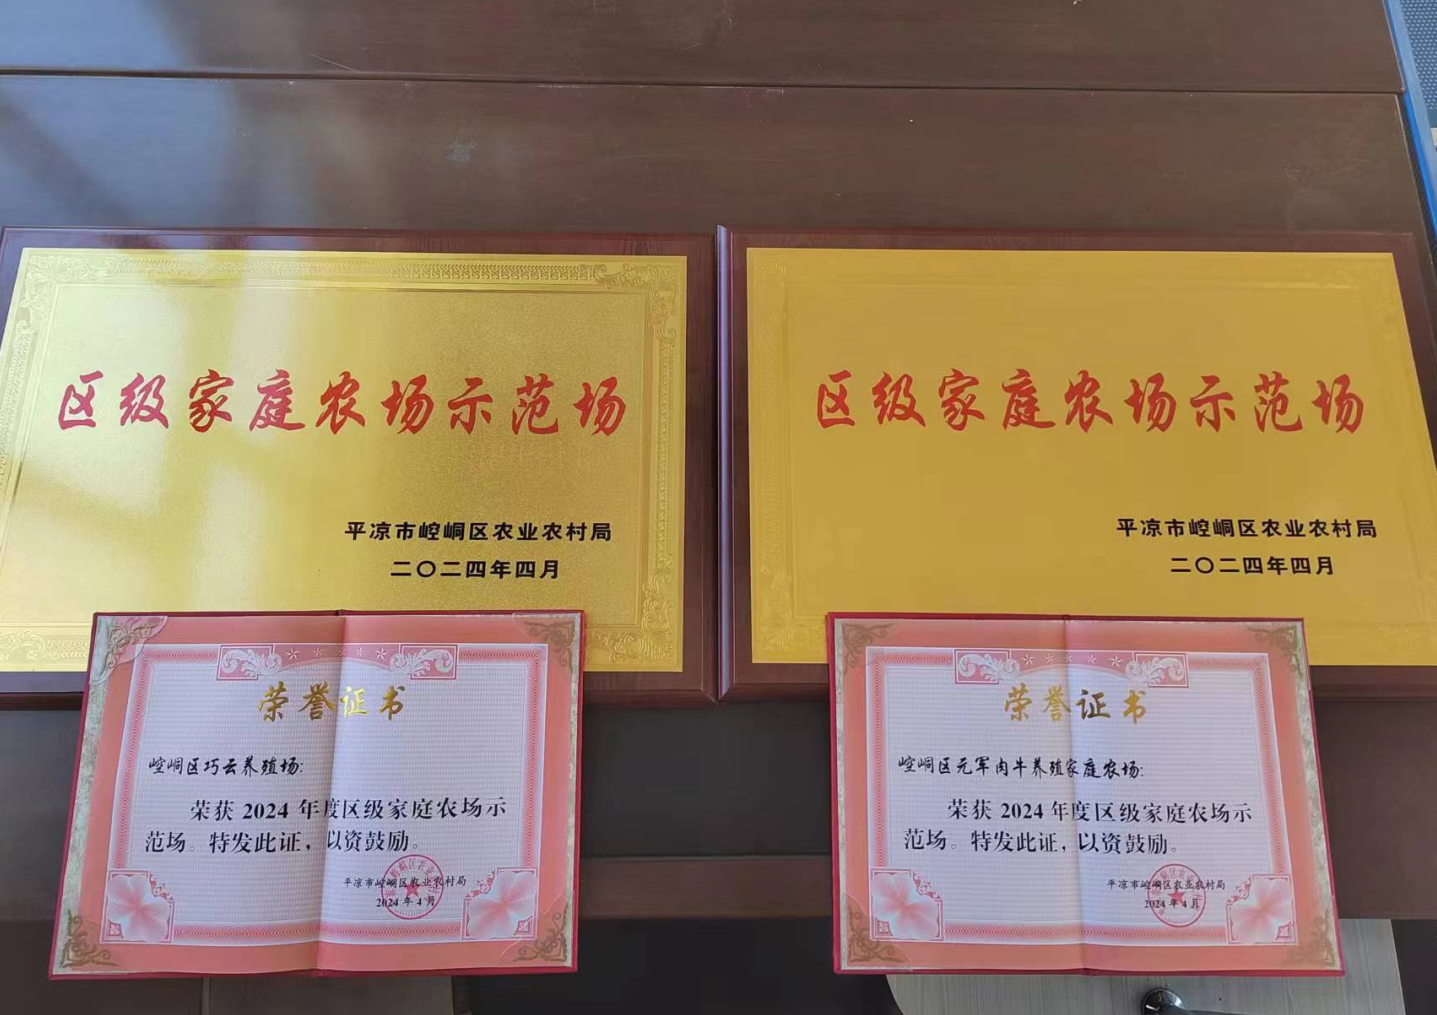 区级家庭农场示范场
平凉市崆峒区农业农村局
二〇二四年四月
区级家庭农场示范场
平凉市崆峒区农业农村局
二〇二四年四月
荣誉证书
崆峒区巧云养殖场:
荣获 2024 年度区级家庭农场示
范场。特发此证，以资鼓励。
平凉市崆峒区农业农村局
2024 年 4 月
荣誉证书
崆峒区元军肉牛养殖家庭农场:
荣获 2024 年度区级家庭农场示
范场。特发此证，以资鼓励。
平凉市崆峒区农业农村局
2024 年 4 月